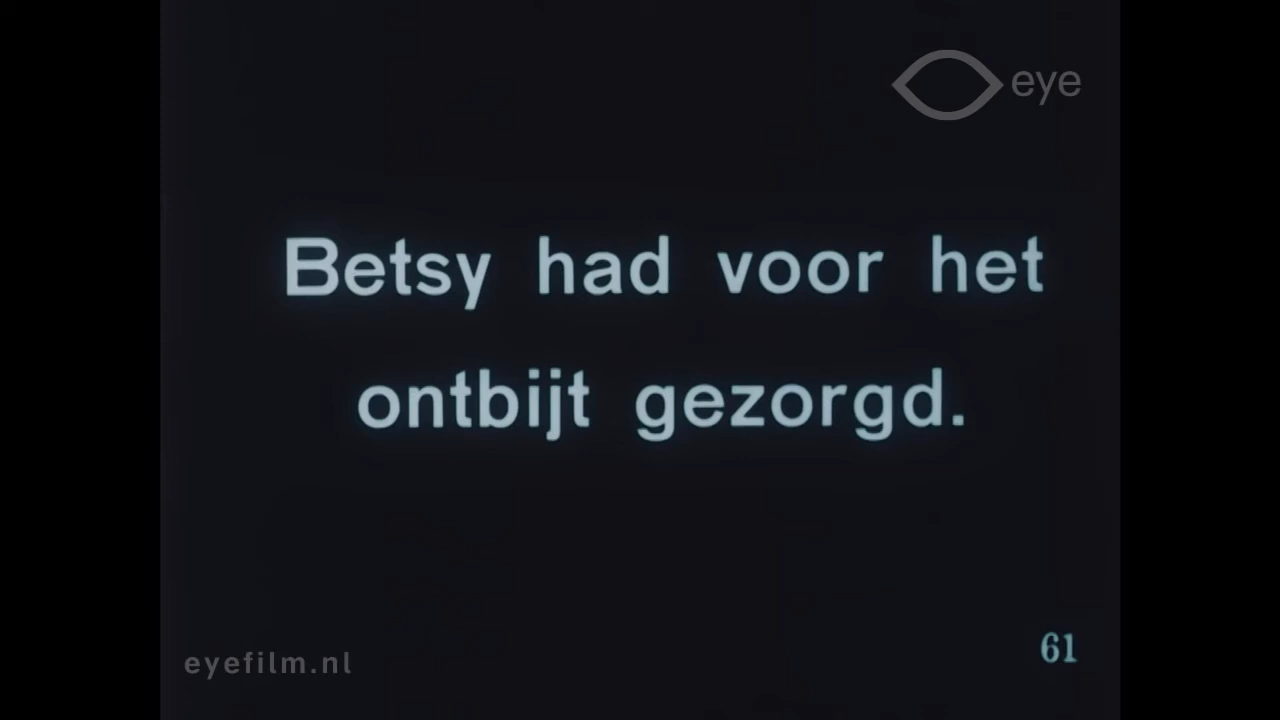 eye
Betsy had voor het
ontbijt gezorgd.
61
eyefilm.nl